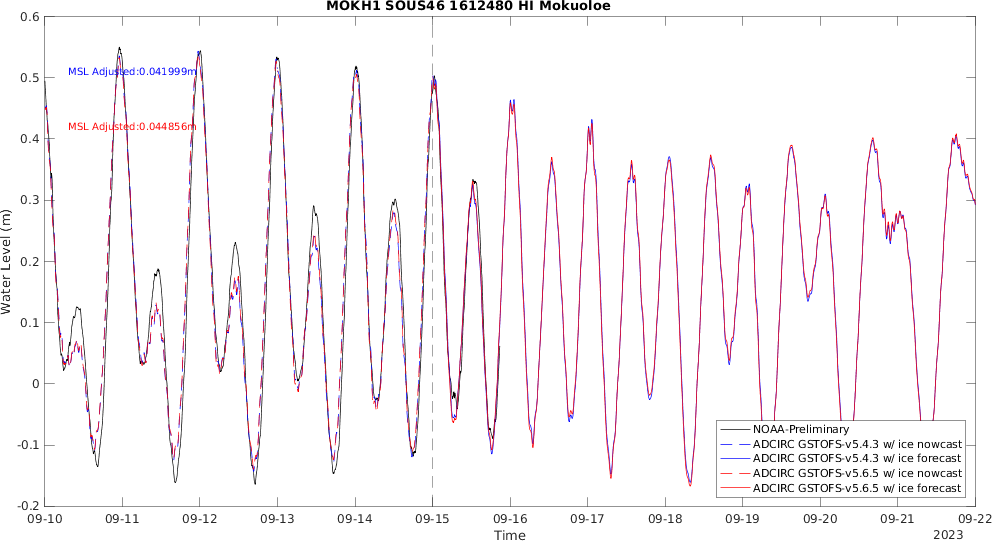 MOKH1 SOUS46 1612480 HI Mokuoloe
0.6
0.5
0.4
0.3
0.2
0.1
0
-0.1
-0.2
Water Level (m)
MSL Adjusted:0.041999m
MSL Adjusted:0.044856m
NOAA-Preliminary
ADCIRC GSTOFS-v5.4.3 w/ ice nowcast
ADCIRC GSTOFS-v5.4.3 w/ ice forecast
ADCIRC GSTOFS-v5.6.5 w/ ice nowcast
ADCIRC GSTOFS-v5.6.5 w/ ice forecast
09-10 09-11 09-12 09-13 09-14 09-15 09-16 09-17 09-18 09-19 09-20 09-21 09-22
Time
2023